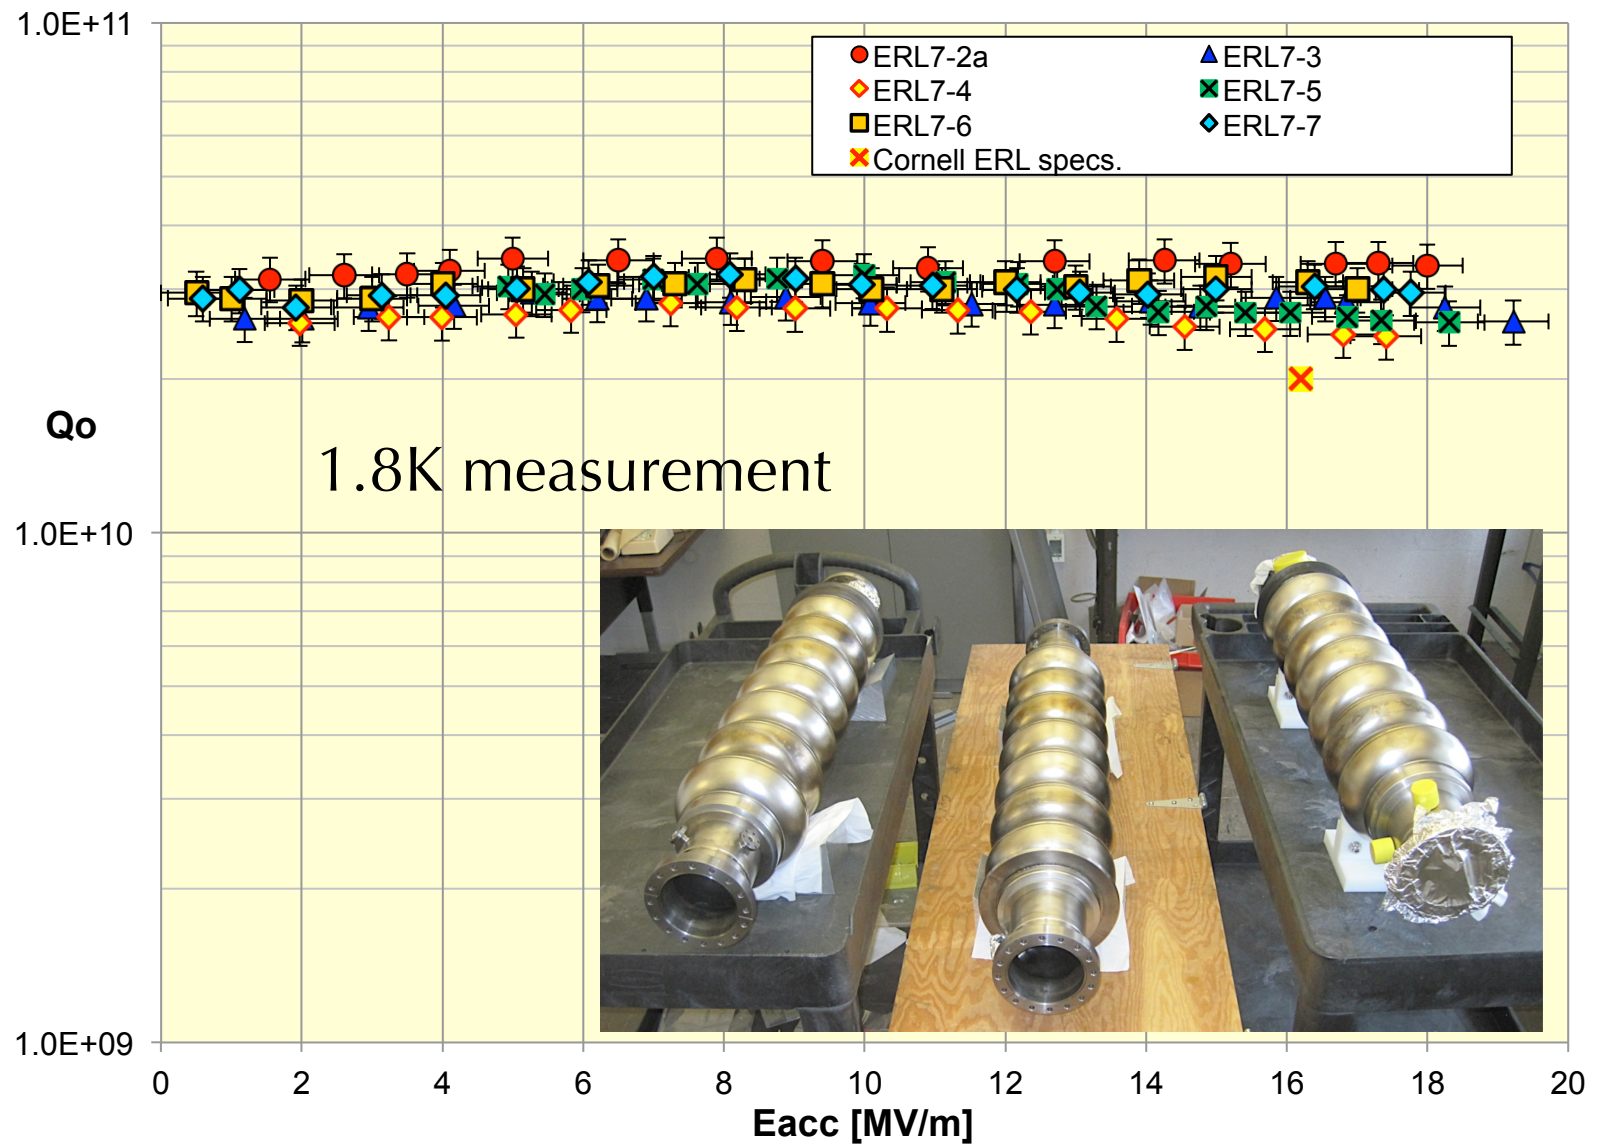 1.0E+11
ERL7-2a ERL7-3
ERL7-4 ERL7-5
ERL7-6 ERL7-7
Cornell ERL specs.
Qo
1.8K measurement
1.0E+10
1.0E+09
0 2 4 6 8 10 12 14 16 18 20
Eacc [MV/m]